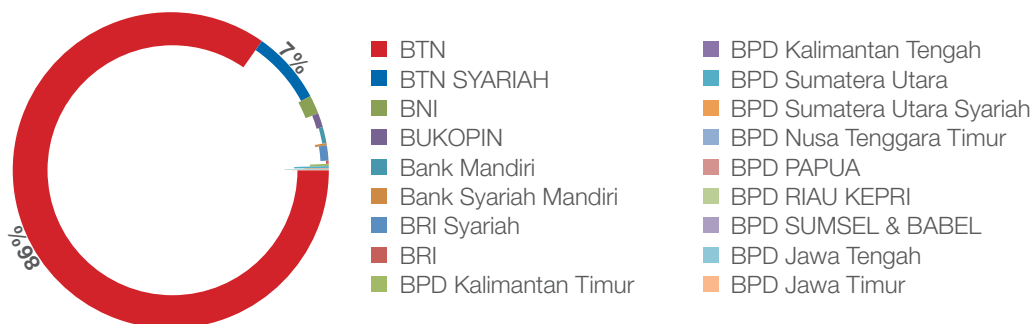 7%
86%
BTN
BTN SYARIAH
BNI
BUKOPIN
Bank Mandiri
Bank Syariah Mandiri
BRI Syariah
BRI
BPD Kalimantan Timur
BPD Kalimantan Tengah
BPD Sumatera Utara
BPD Sumatera Utara Syariah
BPD Nusa Tenggara Timur
BPD PAPUA
BPD RIAU KEPRI
BPD SUMSEL & BABEL
BPD Jawa Tengah
BPD Jawa Timur